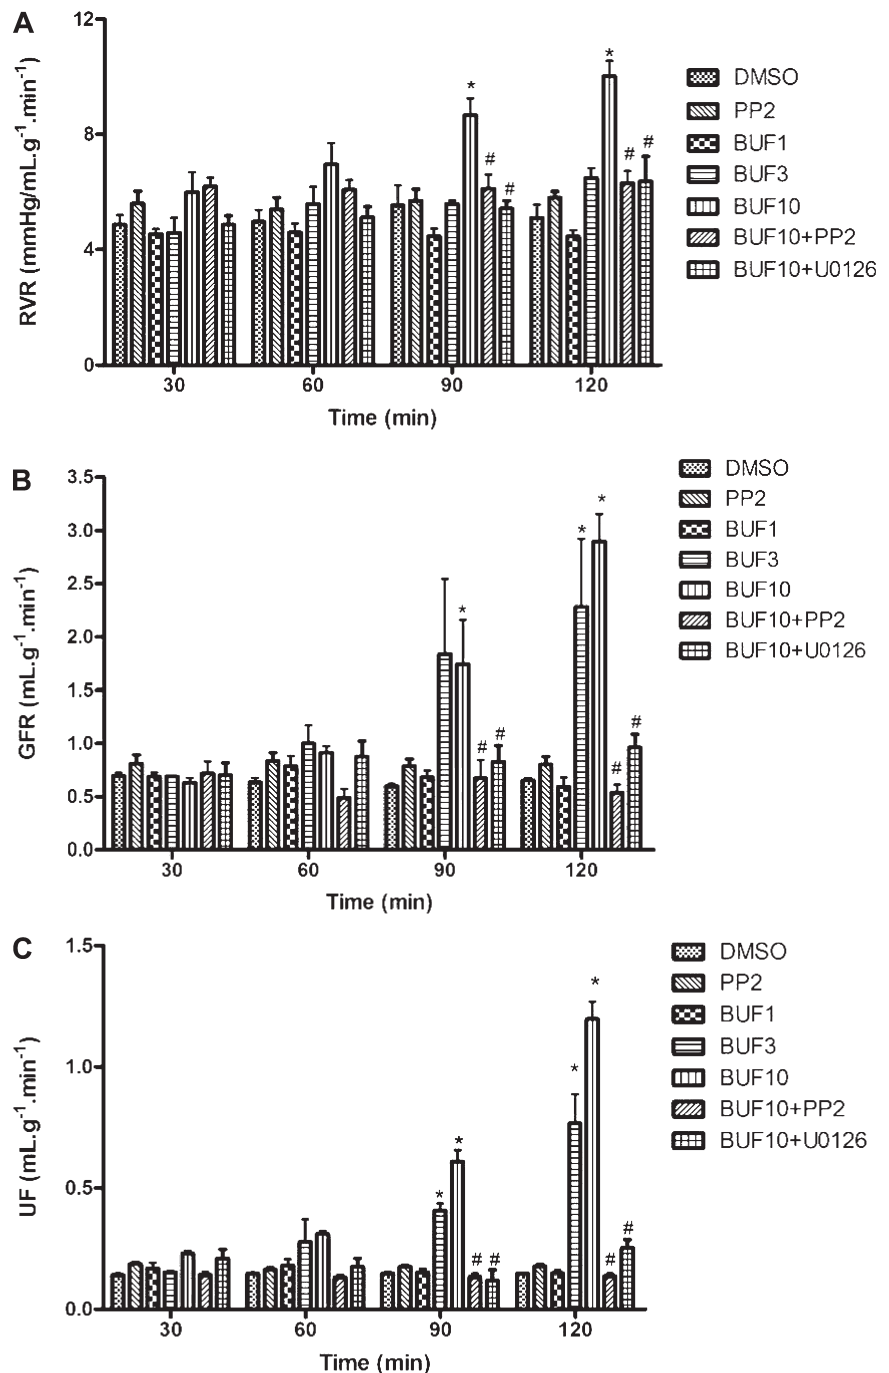 A
RVR (mmHg/mL.g⁻¹.min⁻¹)
12
8
4
0
* * # # * # #
30 60 90 120
Time (min)
DMSO
PP2
BUF1
BUF3
BUF10
BUF10+PP2
BUF10+U0126
B
GFR (mL.g⁻¹.min⁻¹)
3.5
3.0
2.5
2.0
1.5
1.0
0.5
0.0
* # # * * # #
30 60 90 120
Time (min)
DMSO
PP2
BUF1
BUF3
BUF10
BUF10+PP2
BUF10+U0126
C
UF (mL.g⁻¹.min⁻¹)
1.5
1.0
0.5
0.0
* * # # * * # #
30 60 90 120
Time (min)
DMSO
PP2
BUF1
BUF3
BUF10
BUF10+PP2
BUF10+U0126